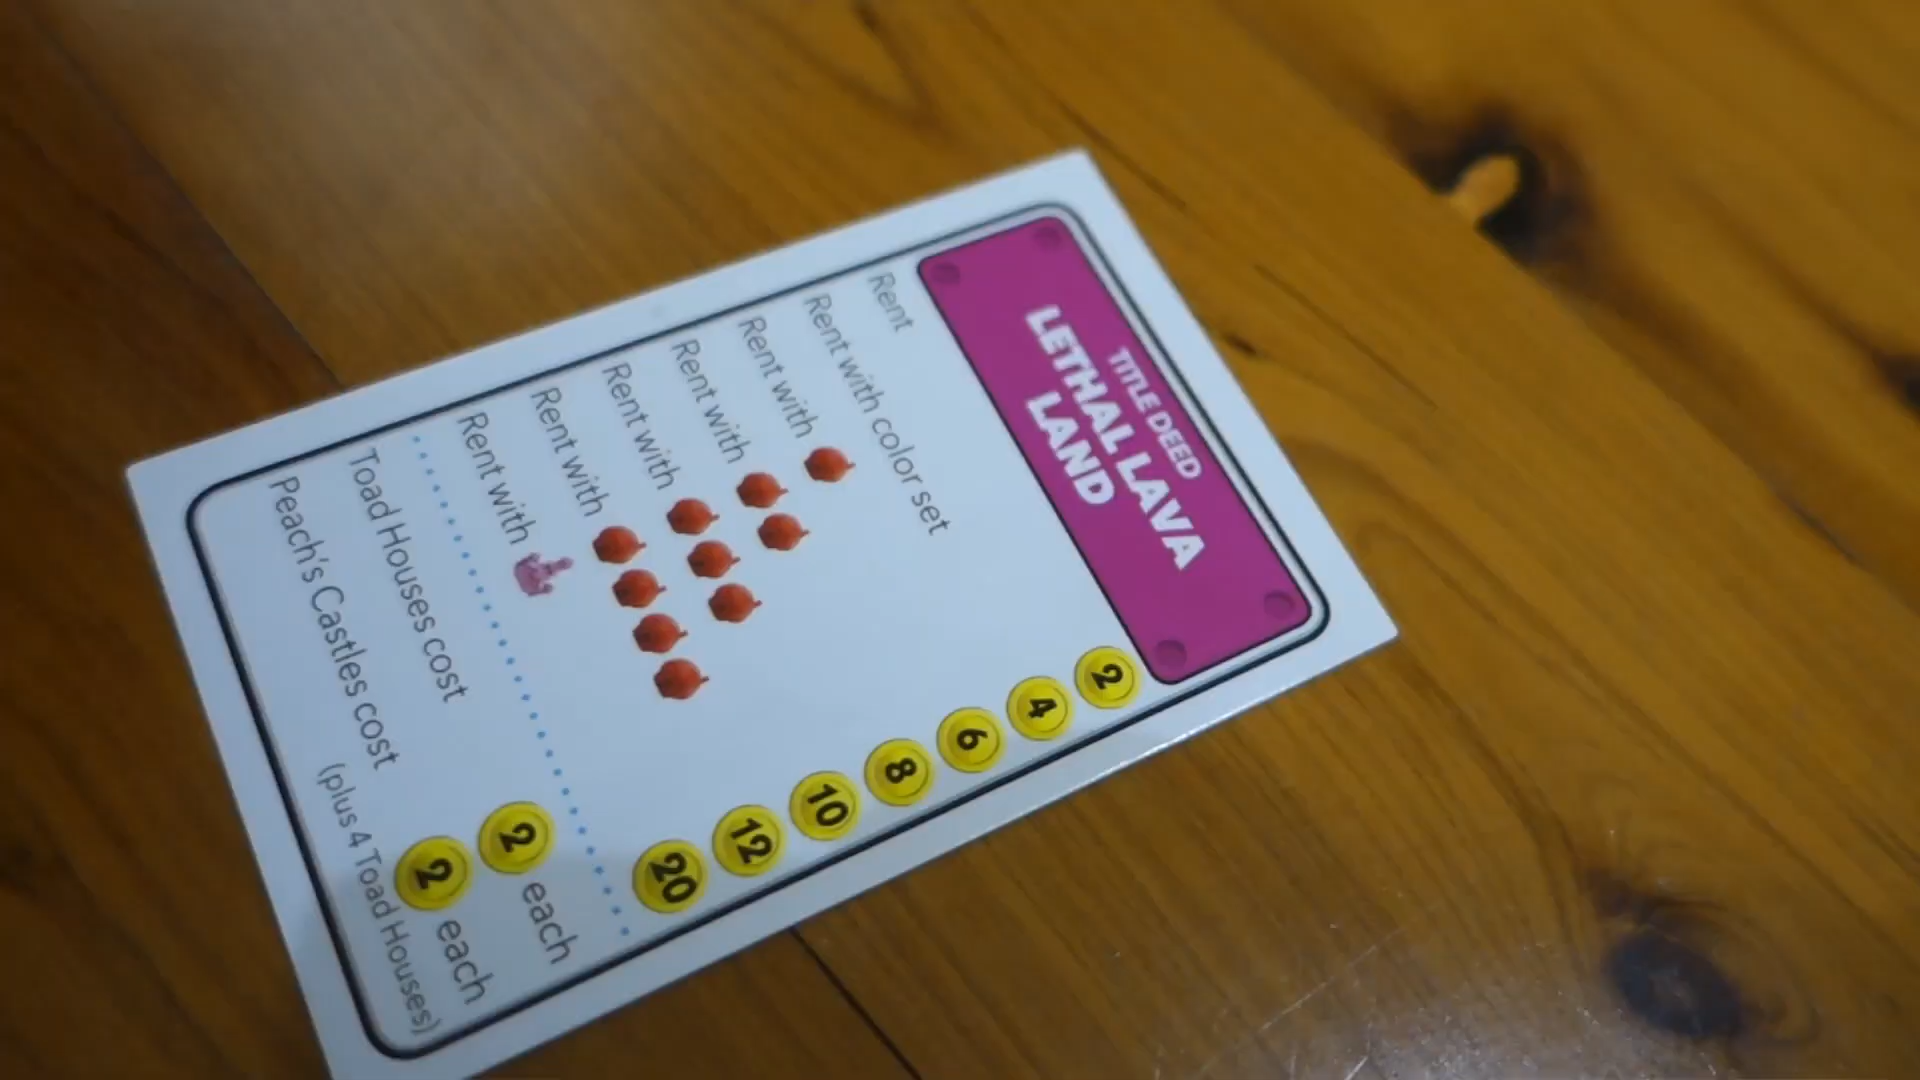 TITLE DEED
LETHAL LAVA
LAND
Rent 2
Rent with color set 4
Rent with 6
Rent with 8
Rent with 10
Rent with 12
Rent with 20
Toad Houses cost 2 each
Peach's Castles cost 2 each
(plus 4 Toad Houses)